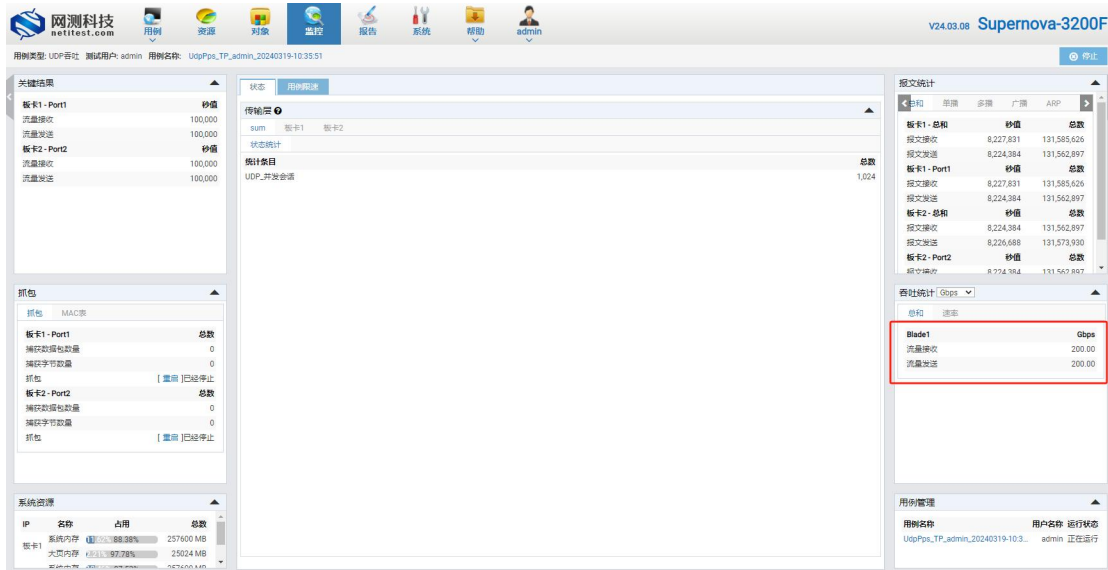 网测科技
netitest.com
用例 资源 对象 监控 报告 系统 帮助 admin
V24.03.08 Supernova-3200F
用例类型: UDP吞吐 测试用户: admin 用例名称: UdpPps_TP_admin_20240319-10:35:51
停止
关键结果
板卡1 - Port1 秒值
流量接收 100,000
流量发送 100,000
板卡2 - Port2 秒值
流量接收 100,000
流量发送 100,000
抓包
抓包 MAC表
板卡1 - Port1 总数
捕获数据包数量 0
捕获字节数量 0
抓包 [ 重启 ]已经停止
板卡2 - Port2 总数
捕获数据包数量 0
捕获字节数量 0
抓包 [ 重启 ]已经停止
系统资源
IP 名称 占用 总数
板卡1
系统内存 88.38% 257600 MB
大页内存 97.78% 25024 MB
状态 用例限速
传输层
sum 板卡1 板卡2
状态统计
统计条目 总数
UDP_并发会话 1,024
报文统计
总和 单播 多播 广播 ARP
板卡1 - 总和 秒值 总数
报文接收 8,227,831 131,585,626
报文发送 8,224,384 131,562,897
板卡1 - Port1 秒值 总数
报文接收 8,227,831 131,585,626
报文发送 8,224,384 131,562,897
板卡2 - 总和 秒值 总数
报文接收 8,224,384 131,562,897
报文发送 8,226,688 131,573,930
板卡2 - Port2 秒值 总数
报文接收 8,224,384 131,562,897
吞吐统计 Gbps
总和 速率
Blade1 Gbps
流量接收 200.00
流量发送 200.00
用例管理
用例名称 用户名称 运行状态
UdpPps_TP_admin_20240319-10:3... admin 正在运行